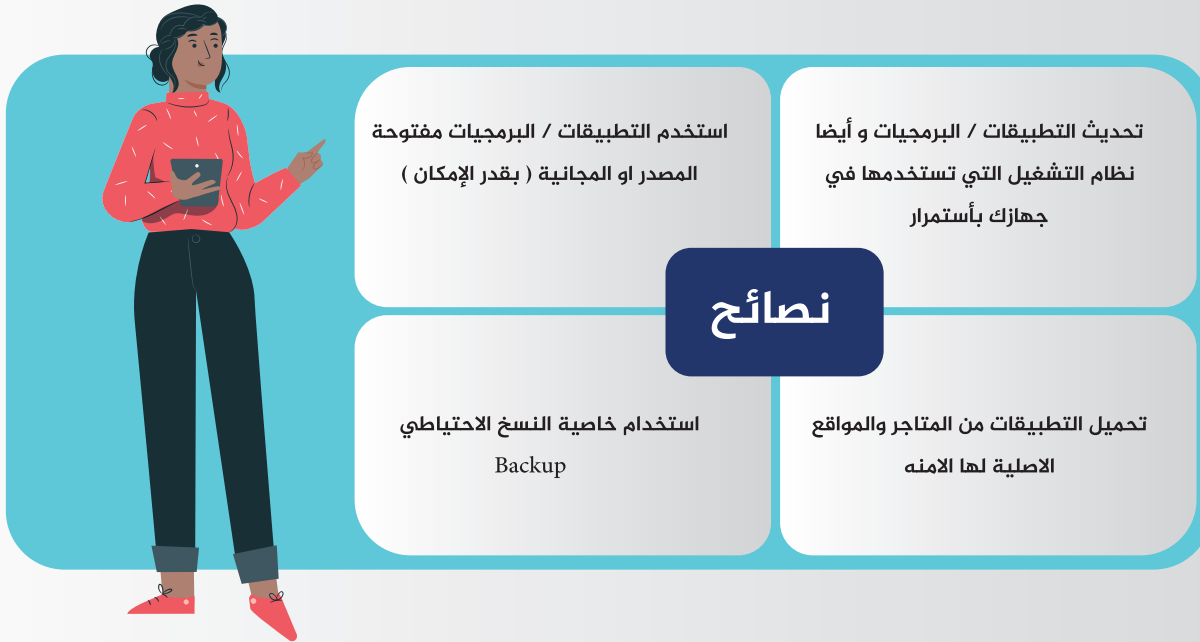 تحديث التطبيقات / البرمجيات و أيضا
نظام التشغيل التي تستخدمها في
جهازك بأستمرار
استخدم التطبيقات / البرمجيات مفتوحة
المصدر او المجانية ( بقدر الإمكان )
نصائح
تحميل التطبيقات من المتاجر والمواقع
الاصلية لها الامنه
استخدام خاصية النسخ الاحتياطي
Backup